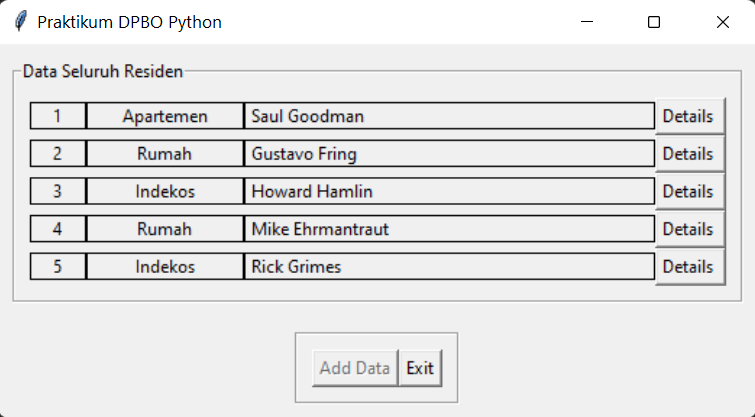 Praktikum DPBO Python
Data Seluruh Residen
1 Apartemen Saul Goodman Details
2 Rumah Gustavo Fring Details
3 Indekos Howard Hamlin Details
4 Rumah Mike Ehrmantraut Details
5 Indekos Rick Grimes Details
Add Data Exit